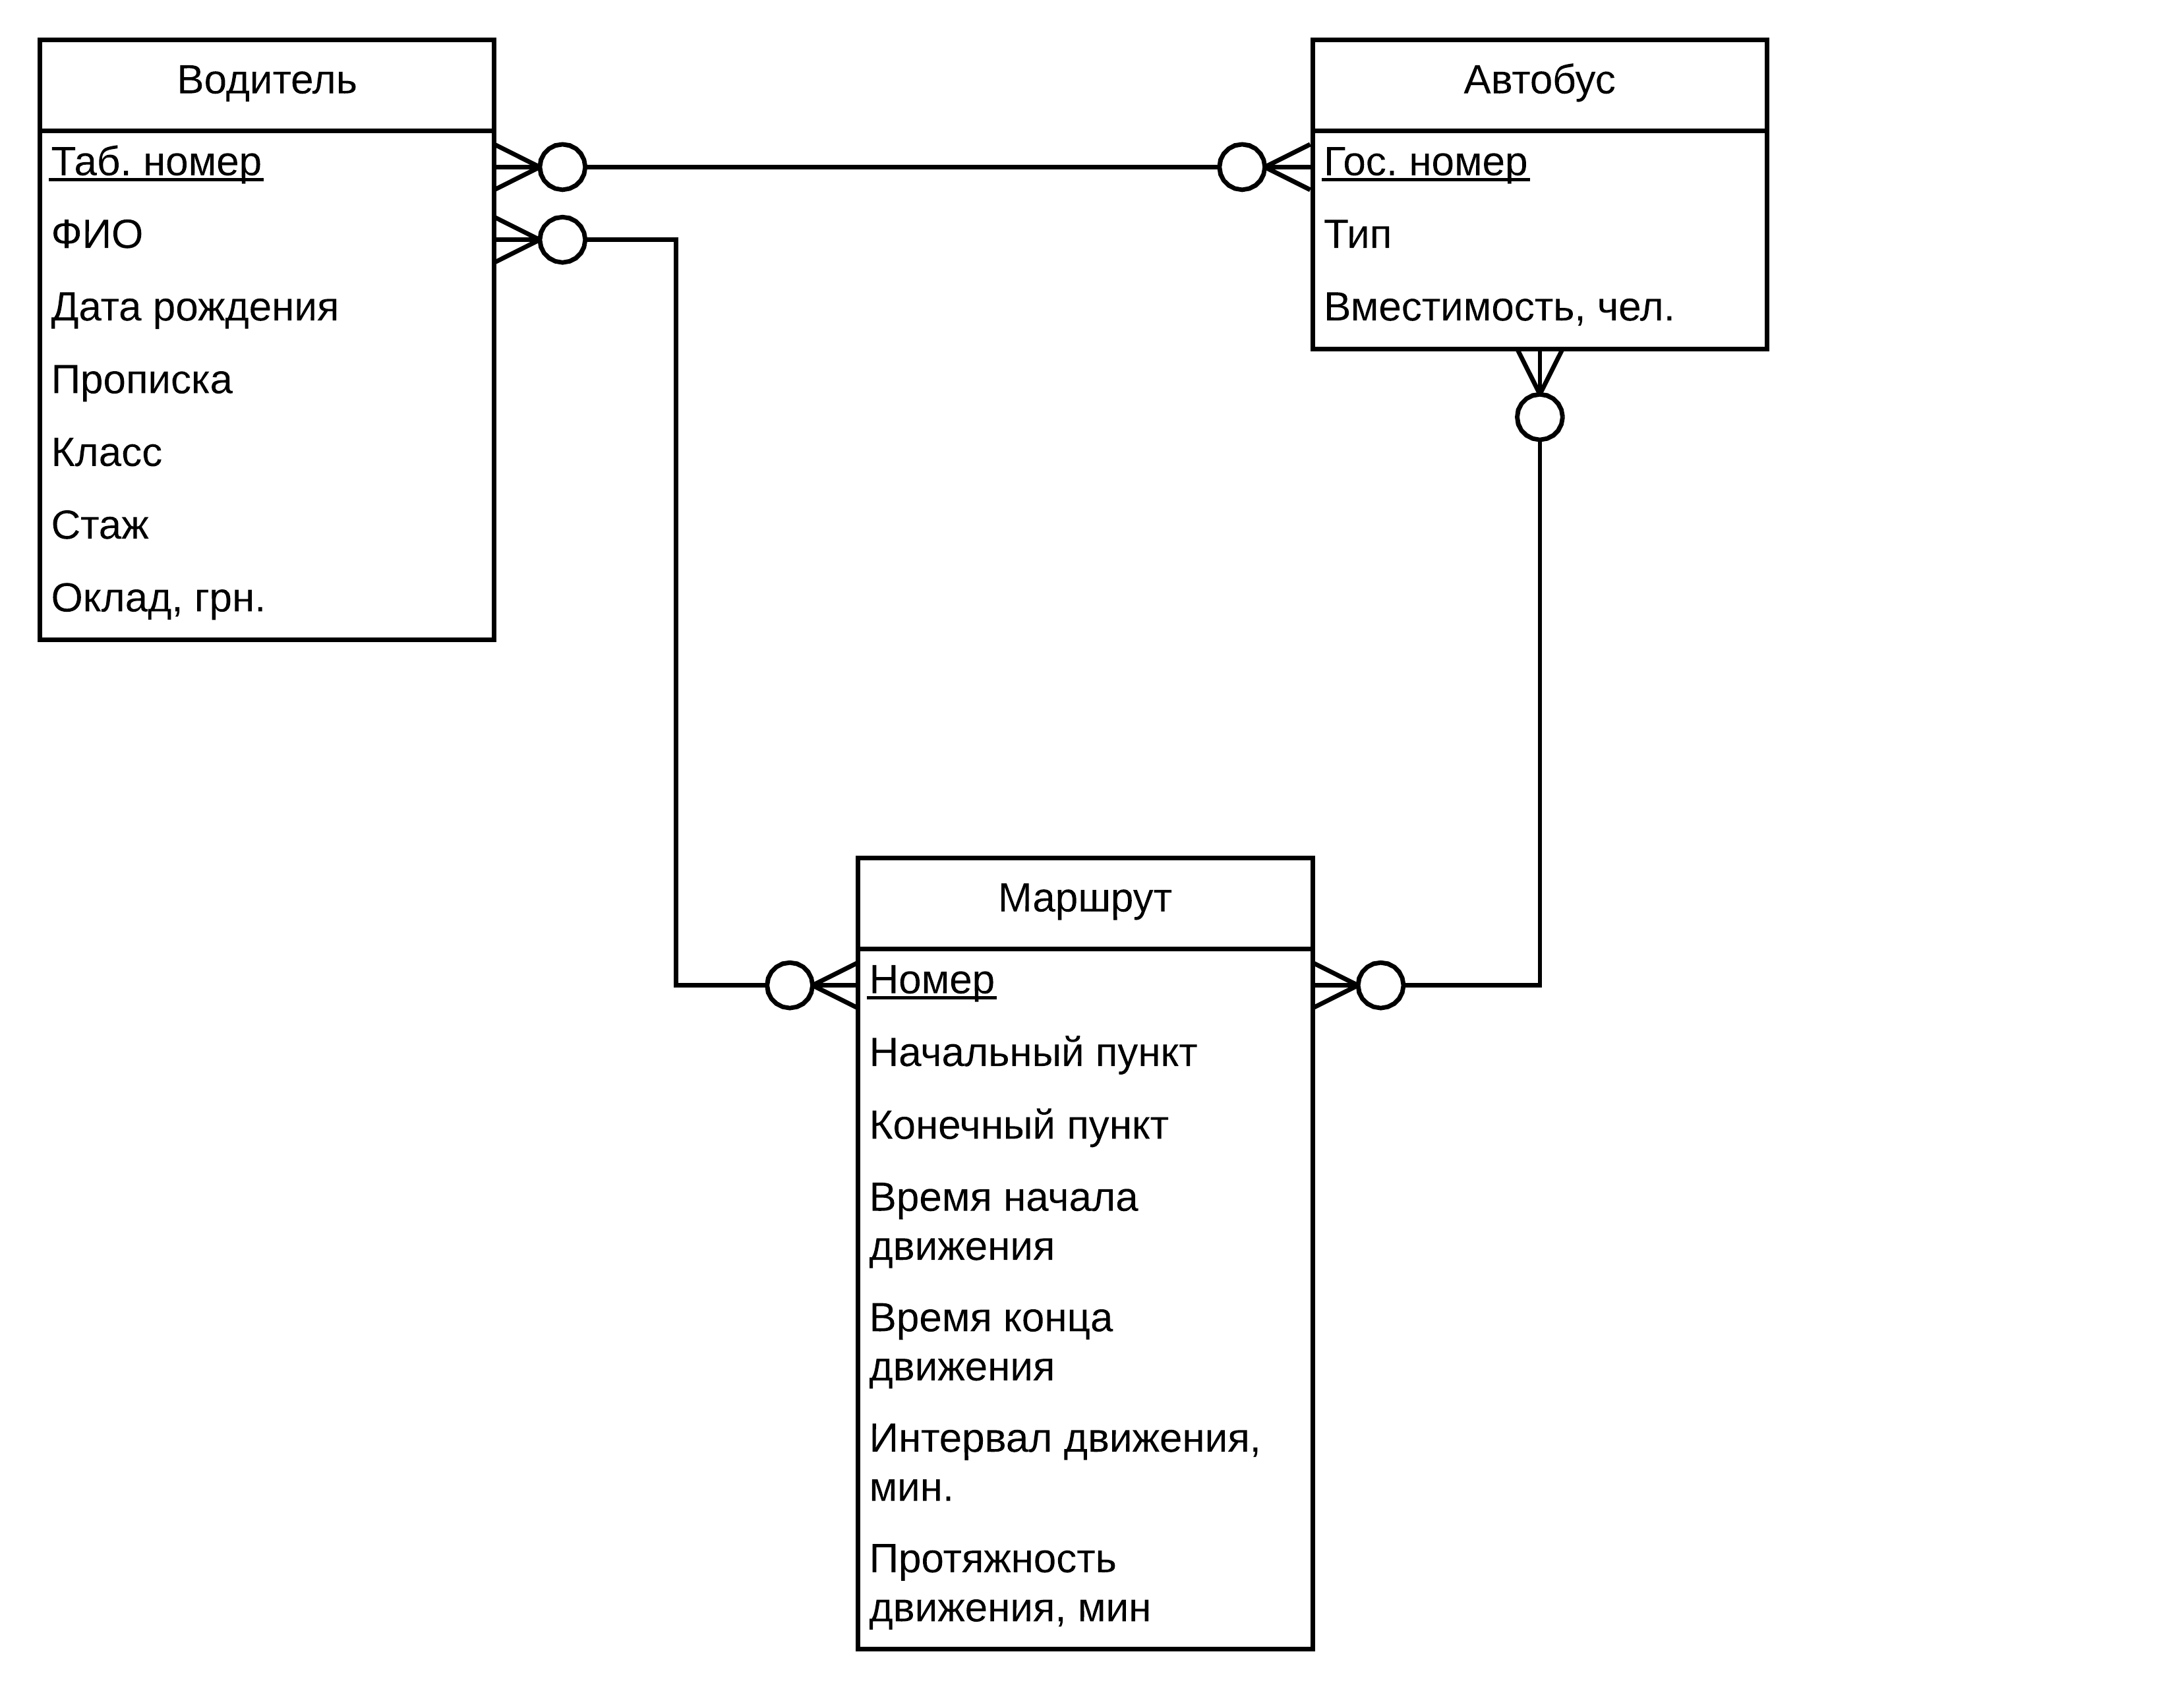 Водитель
Таб. номер
ФИО
Дата рождения
Прописка
Класс
Стаж
Оклад, грн.
Автобус
Гос. номер
Тип
Вместимость, чел.
Маршрут
Номер
Начальный пункт
Конечный пункт
Время начала
движения
Время конца
движения
Интервал движения,
мин.
Протяжность
движения, мин